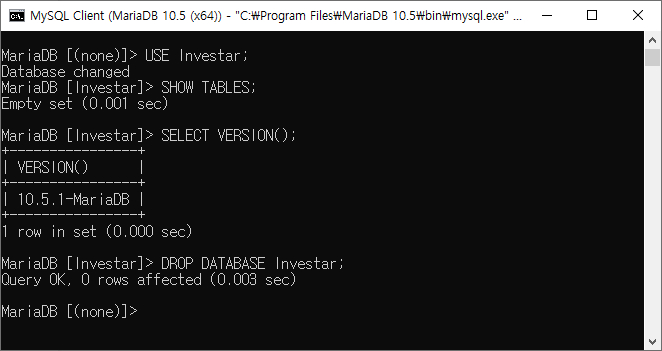 MySQL Client (MariaDB 10.5 (x64)) - "C:₩Program Files₩MariaDB 10.5₩bin₩mysql.exe" ...
MariaDB [(none)]> USE Investar;
Database changed
MariaDB [Investar]> SHOW TABLES;
Empty set (0.001 sec)
MariaDB [Investar]> SELECT VERSION();
+----------------+
| VERSION()      |
+----------------+
| 10.5.1-MariaDB |
+----------------+
1 row in set (0.000 sec)
MariaDB [Investar]> DROP DATABASE Investar;
Query OK, 0 rows affected (0.003 sec)
MariaDB [(none)]>